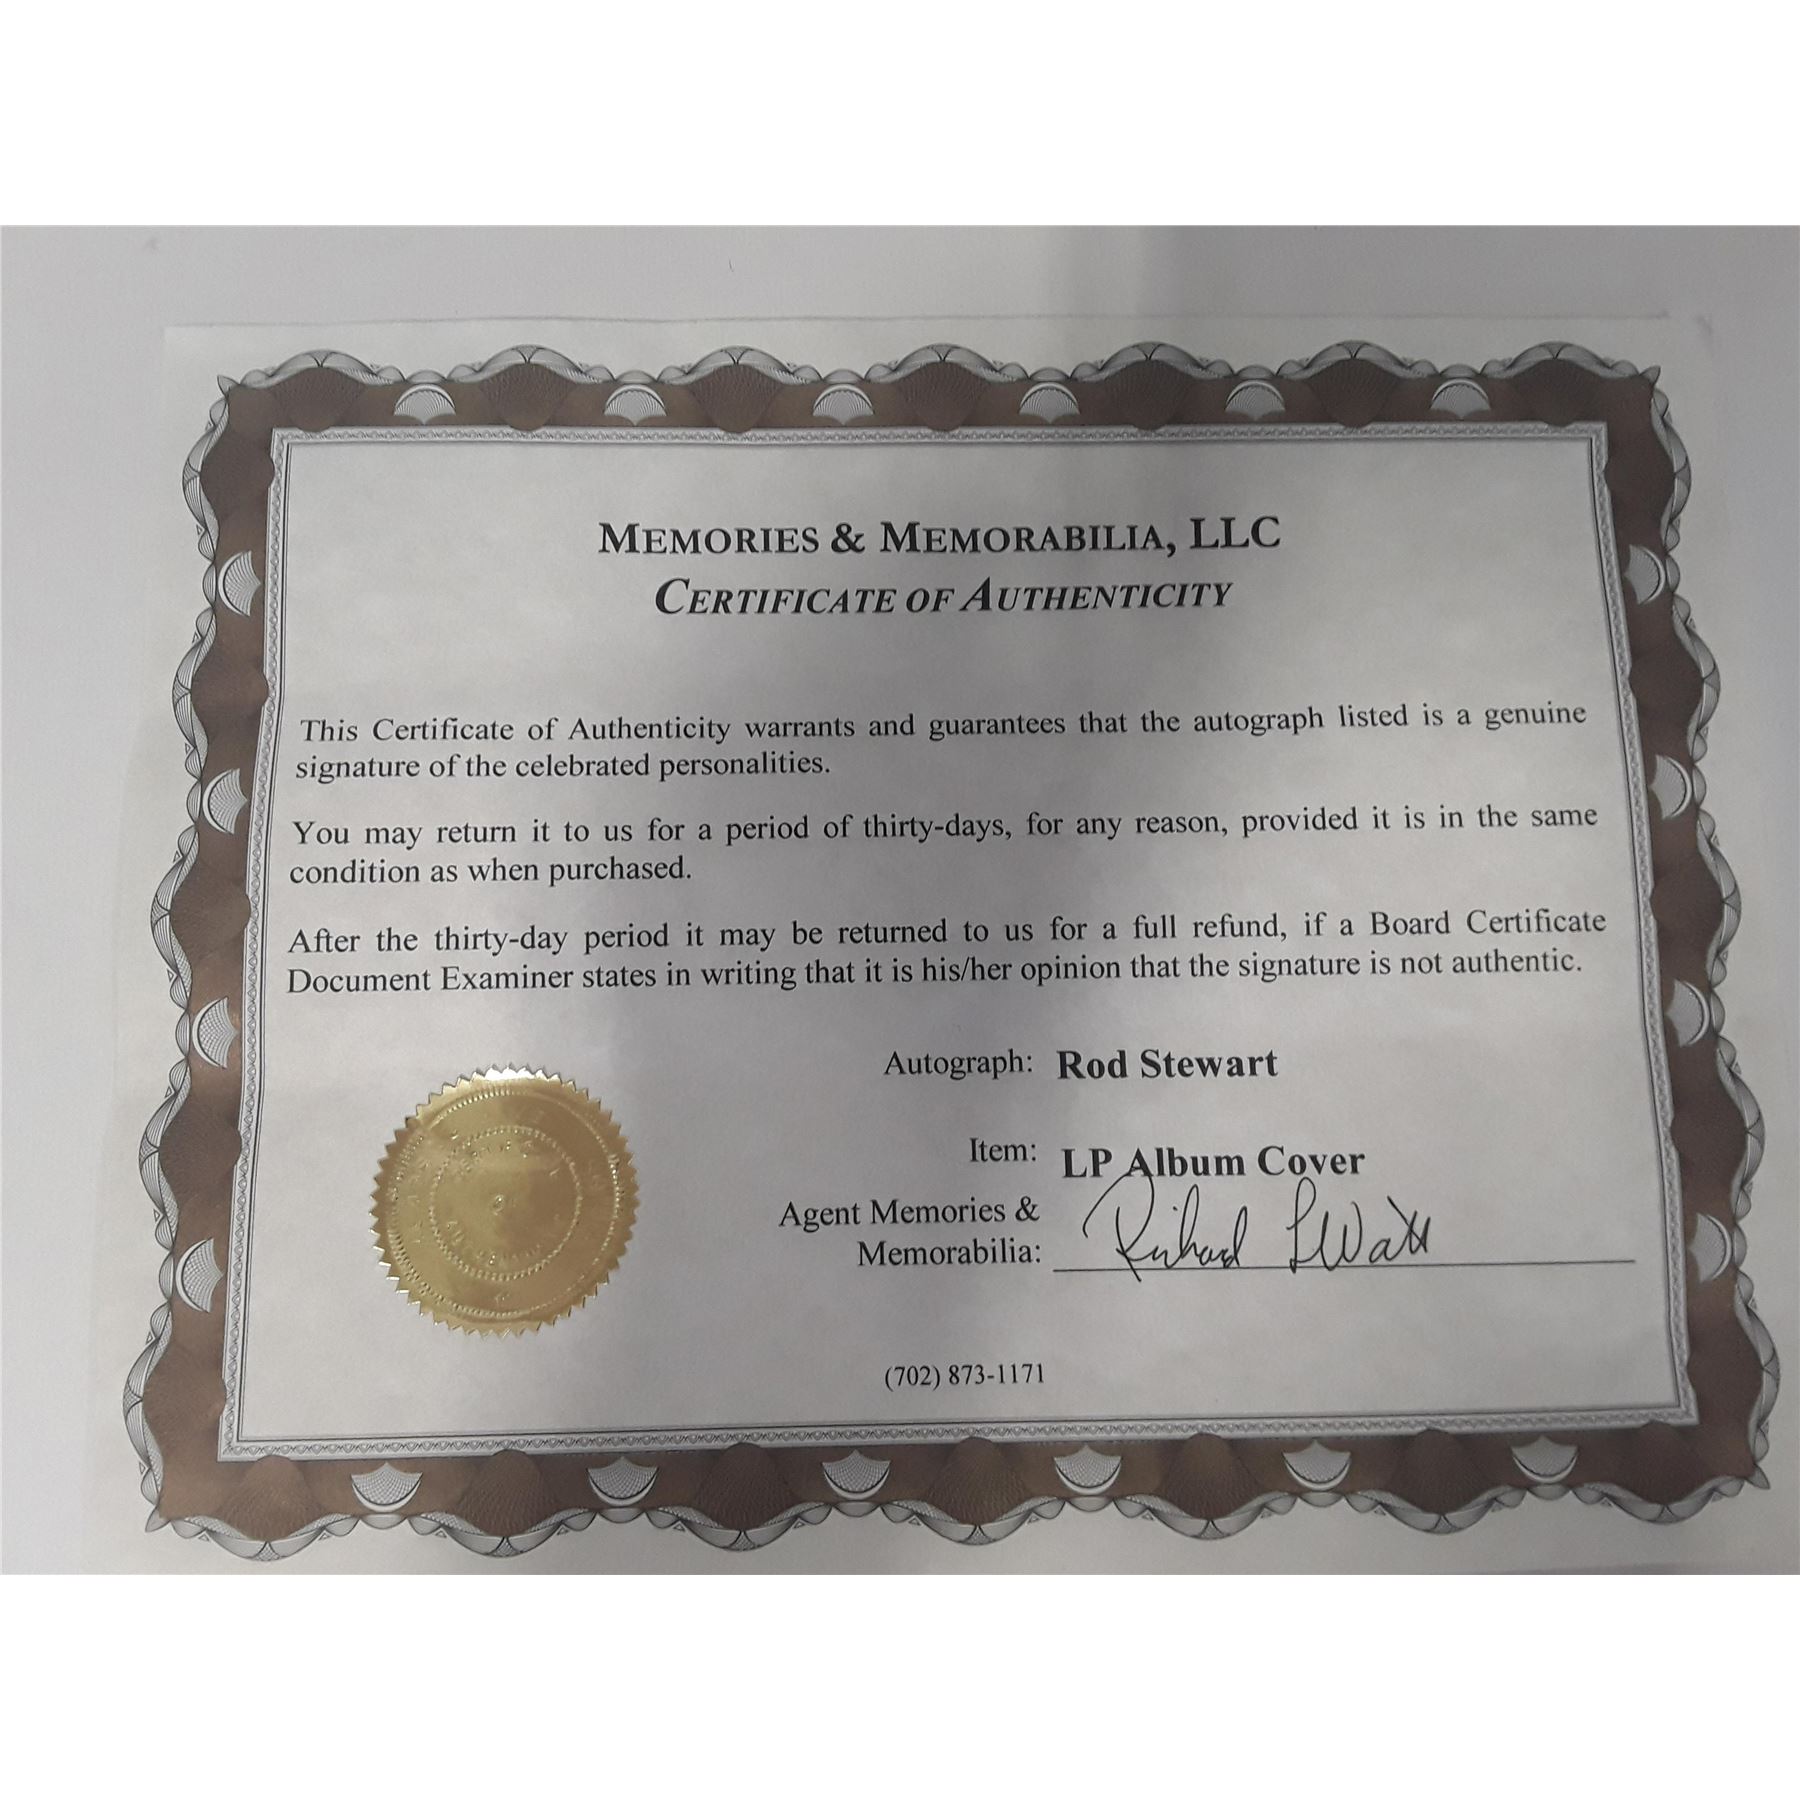 MEMORIES & MEMORABILIA, LLC
CERTIFICATE OF AUTHENTICITY
This Certificate of Authenticity warrants and guarantees that the autograph listed is a genuine
signature of the celebrated personalities.
You may return it to us for a period of thirty-days, for any reason, provided it is in the same
condition as when purchased.
After the thirty-day period it may be returned to us for a full refund, if a Board Certificate
Document Examiner states in writing that it is his/her opinion that the signature is not authentic.
Autograph: Rod Stewart
Item: LP Album Cover
Agent Memories &
Memorabilia: Richard
(702) 873-1171